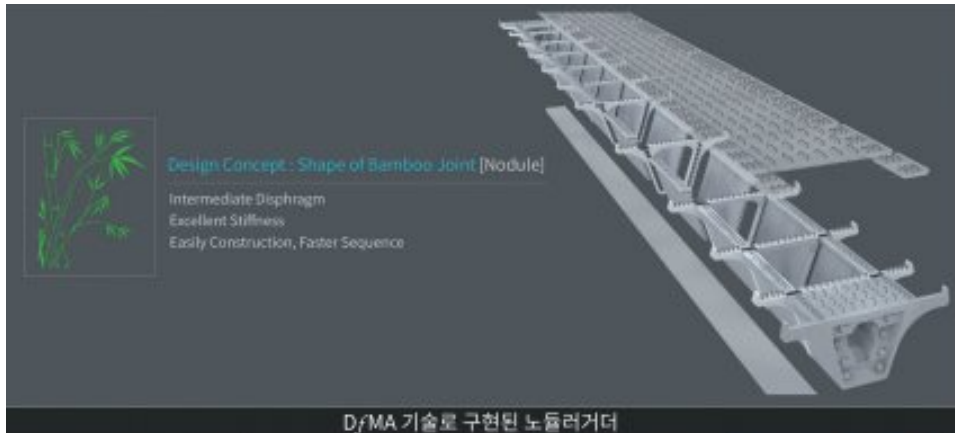 Design Concept : Shape of Bamboo Joint [Nodule]
Intermediate Disphragm
Excellent Stiffness
Easily Construction, Faster Sequence
DfMA 기술로 구현된 노듈러거더